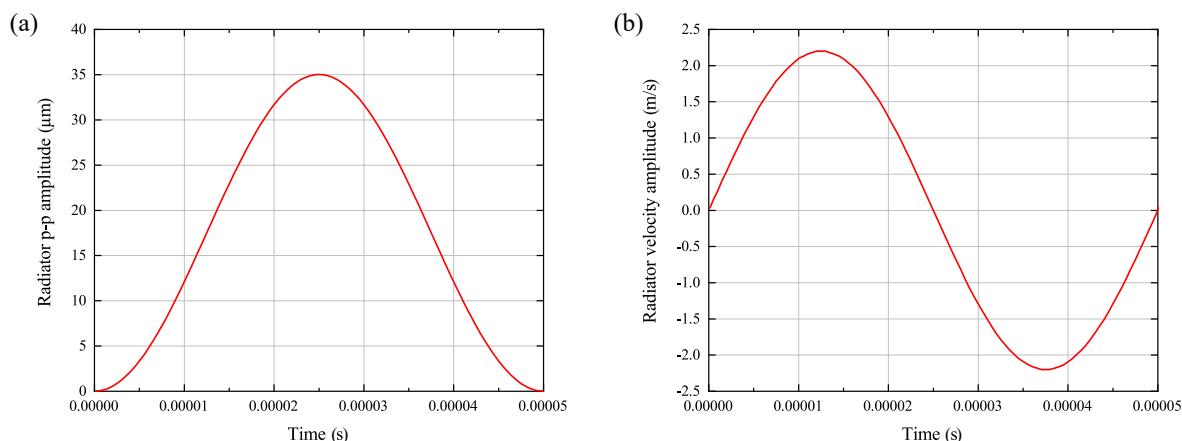 (a)
Radiator p-p amplitude (μm)
40
35
30
25
20
15
10
5
0
0.00000 0.00001 0.00002 0.00003 0.00004 0.00005
Time (s)
(b)
Radiator velocity amplitude (m/s)
2.5
2.0
1.5
1.0
0.5
0.0
-0.5
-1.0
-1.5
-2.0
-2.5
0.00000 0.00001 0.00002 0.00003 0.00004 0.00005
Time (s)